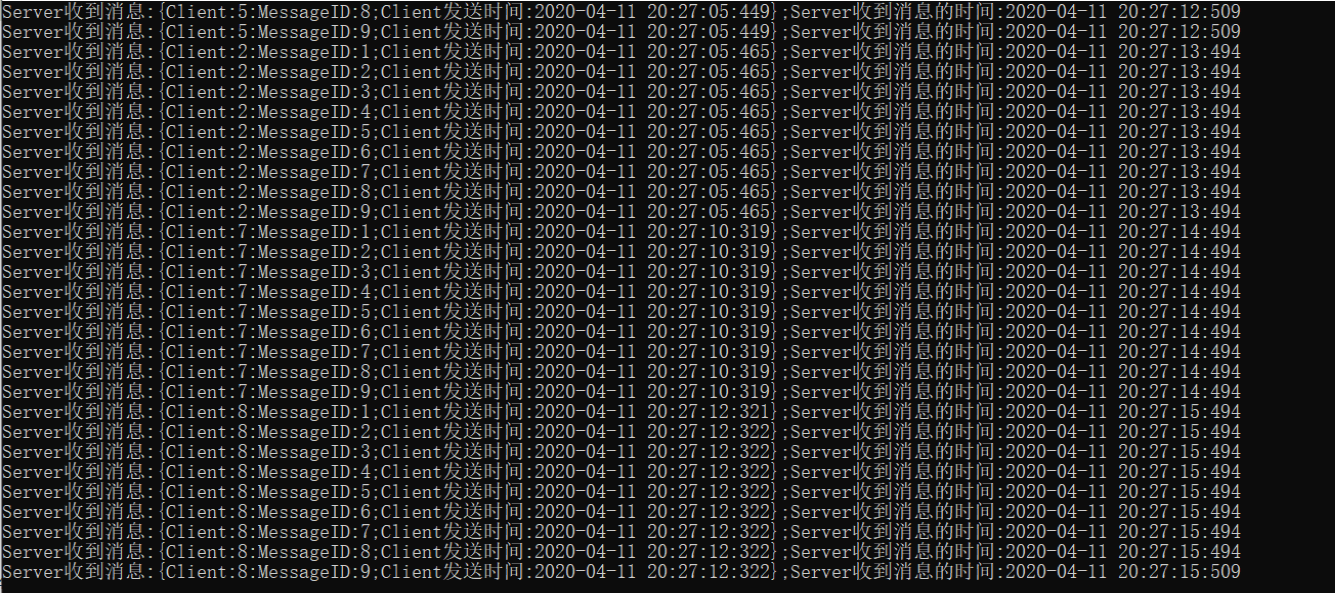 Server收到消息:{Client:5:MessageID:8;Client发送时间:2020-04-11 20:27:05:449};Server收到消息的时间:2020-04-11 20:27:12:509
Server收到消息:{Client:5:MessageID:9;Client发送时间:2020-04-11 20:27:05:449};Server收到消息的时间:2020-04-11 20:27:12:509
Server收到消息:{Client:2:MessageID:1;Client发送时间:2020-04-11 20:27:05:465};Server收到消息的时间:2020-04-11 20:27:13:494
Server收到消息:{Client:2:MessageID:2;Client发送时间:2020-04-11 20:27:05:465};Server收到消息的时间:2020-04-11 20:27:13:494
Server收到消息:{Client:2:MessageID:3;Client发送时间:2020-04-11 20:27:05:465};Server收到消息的时间:2020-04-11 20:27:13:494
Server收到消息:{Client:2:MessageID:4;Client发送时间:2020-04-11 20:27:05:465};Server收到消息的时间:2020-04-11 20:27:13:494
Server收到消息:{Client:2:MessageID:5;Client发送时间:2020-04-11 20:27:05:465};Server收到消息的时间:2020-04-11 20:27:13:494
Server收到消息:{Client:2:MessageID:6;Client发送时间:2020-04-11 20:27:05:465};Server收到消息的时间:2020-04-11 20:27:13:494
Server收到消息:{Client:2:MessageID:7;Client发送时间:2020-04-11 20:27:05:465};Server收到消息的时间:2020-04-11 20:27:13:494
Server收到消息:{Client:2:MessageID:8;Client发送时间:2020-04-11 20:27:05:465};Server收到消息的时间:2020-04-11 20:27:13:494
Server收到消息:{Client:2:MessageID:9;Client发送时间:2020-04-11 20:27:05:465};Server收到消息的时间:2020-04-11 20:27:13:494
Server收到消息:{Client:7:MessageID:1;Client发送时间:2020-04-11 20:27:10:319};Server收到消息的时间:2020-04-11 20:27:14:494
Server收到消息:{Client:7:MessageID:2;Client发送时间:2020-04-11 20:27:10:319};Server收到消息的时间:2020-04-11 20:27:14:494
Server收到消息:{Client:7:MessageID:3;Client发送时间:2020-04-11 20:27:10:319};Server收到消息的时间:2020-04-11 20:27:14:494
Server收到消息:{Client:7:MessageID:4;Client发送时间:2020-04-11 20:27:10:319};Server收到消息的时间:2020-04-11 20:27:14:494
Server收到消息:{Client:7:MessageID:5;Client发送时间:2020-04-11 20:27:10:319};Server收到消息的时间:2020-04-11 20:27:14:494
Server收到消息:{Client:7:MessageID:6;Client发送时间:2020-04-11 20:27:10:319};Server收到消息的时间:2020-04-11 20:27:14:494
Server收到消息:{Client:7:MessageID:7;Client发送时间:2020-04-11 20:27:10:319};Server收到消息的时间:2020-04-11 20:27:14:494
Server收到消息:{Client:7:MessageID:8;Client发送时间:2020-04-11 20:27:10:319};Server收到消息的时间:2020-04-11 20:27:14:494
Server收到消息:{Client:7:MessageID:9;Client发送时间:2020-04-11 20:27:10:319};Server收到消息的时间:2020-04-11 20:27:14:494
Server收到消息:{Client:8:MessageID:1;Client发送时间:2020-04-11 20:27:12:321};Server收到消息的时间:2020-04-11 20:27:15:494
Server收到消息:{Client:8:MessageID:2;Client发送时间:2020-04-11 20:27:12:322};Server收到消息的时间:2020-04-11 20:27:15:494
Server收到消息:{Client:8:MessageID:3;Client发送时间:2020-04-11 20:27:12:322};Server收到消息的时间:2020-04-11 20:27:15:494
Server收到消息:{Client:8:MessageID:4;Client发送时间:2020-04-11 20:27:12:322};Server收到消息的时间:2020-04-11 20:27:15:494
Server收到消息:{Client:8:MessageID:5;Client发送时间:2020-04-11 20:27:12:322};Server收到消息的时间:2020-04-11 20:27:15:494
Server收到消息:{Client:8:MessageID:6;Client发送时间:2020-04-11 20:27:12:322};Server收到消息的时间:2020-04-11 20:27:15:494
Server收到消息:{Client:8:MessageID:7;Client发送时间:2020-04-11 20:27:12:322};Server收到消息的时间:2020-04-11 20:27:15:494
Server收到消息:{Client:8:MessageID:8;Client发送时间:2020-04-11 20:27:12:322};Server收到消息的时间:2020-04-11 20:27:15:494
Server收到消息:{Client:8:MessageID:9;Client发送时间:2020-04-11 20:27:12:322};Server收到消息的时间:2020-04-11 20:27:15:509